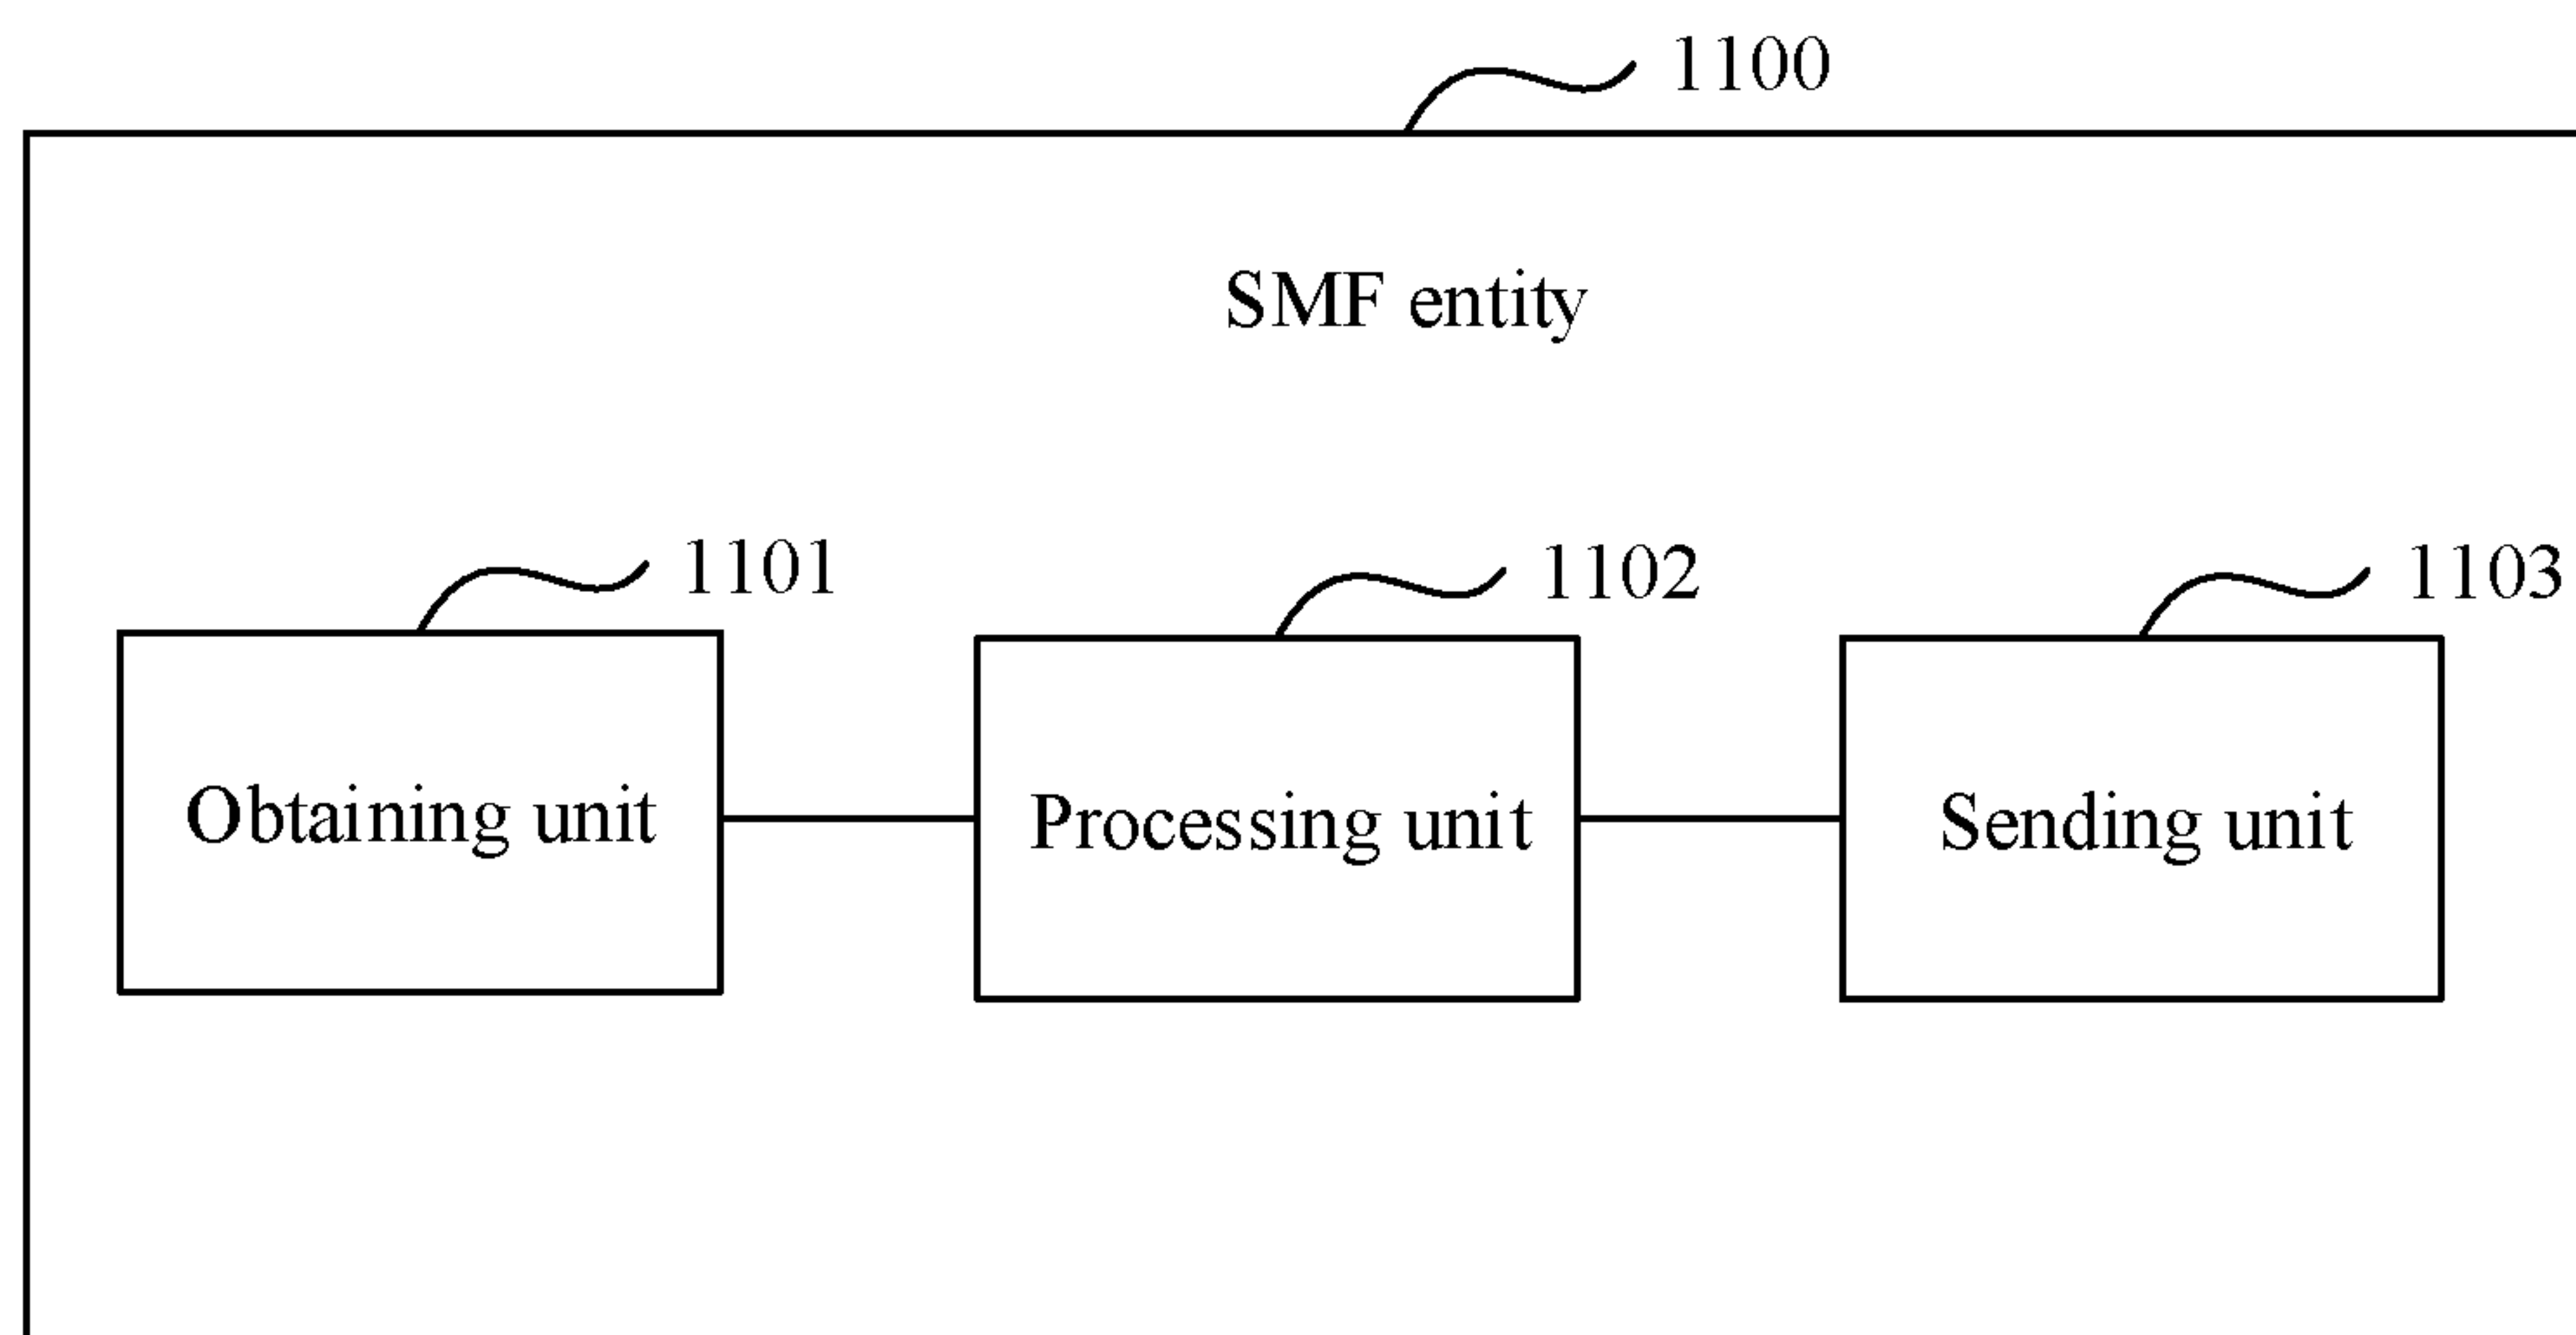 1100
SMF entity
1101
1102
1103
Obtaining unit
Processing unit
Sending unit